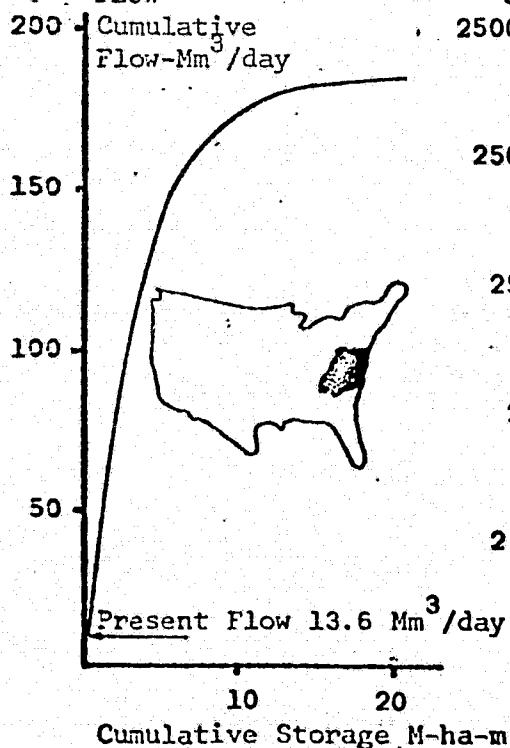 Flow
200
Cumulative
Flow-Mm³/day
150
100
50
Present Flow 13.6 Mm³/day
10
20
Cumulative Storage M-ha-m